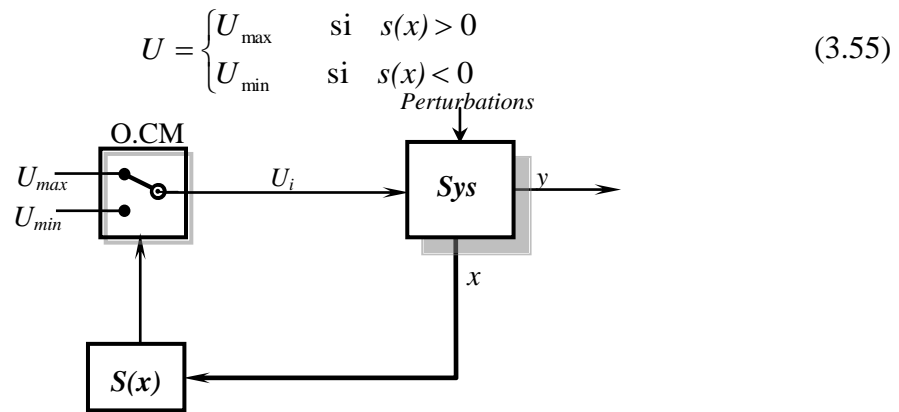 U = { U_max si s(x) > 0 (3.55)
U_min si s(x) < 0
Perturbations
O.CM
U_max
U_i
Sys
y
U_min
x
S(x)